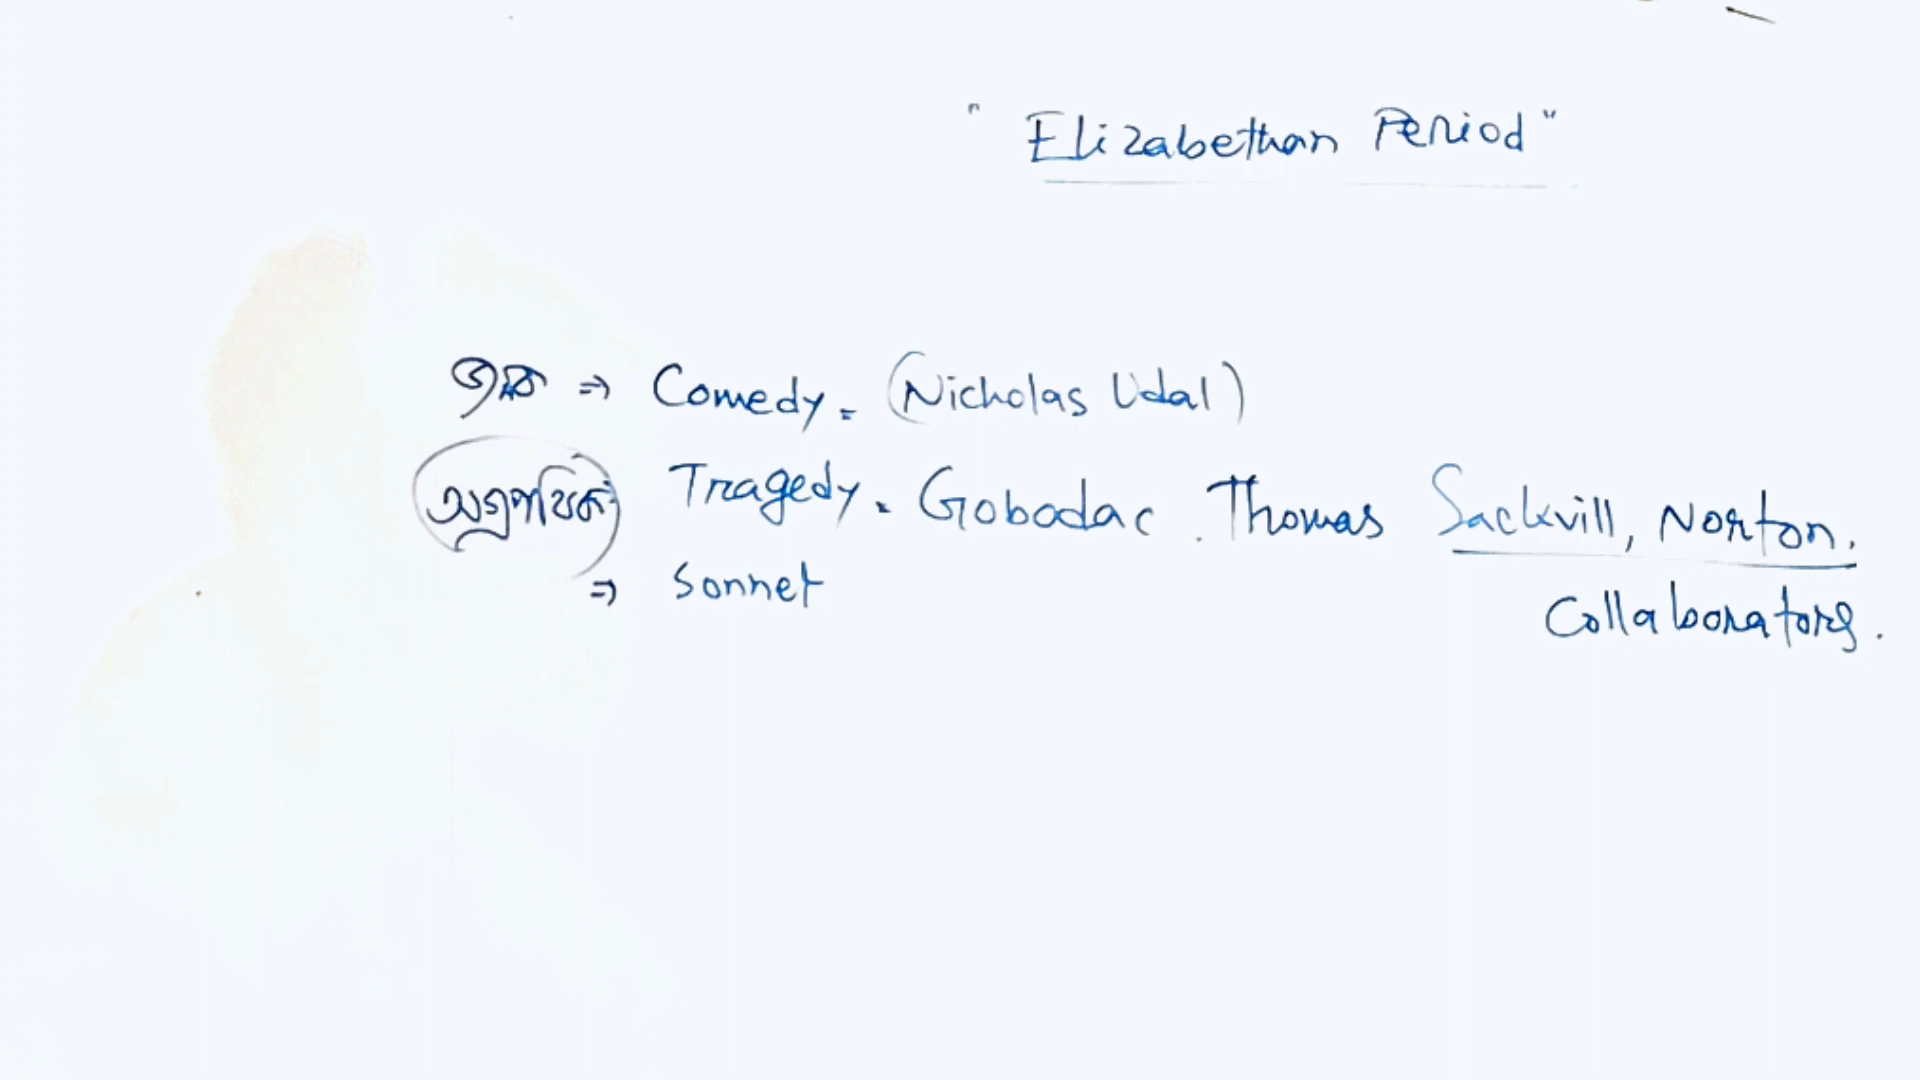 " Elizabethan Period "
⇒ Comedy. (Nicholas Udal)
Tragedy. Gobodac. Thomas Sackvill, Norton.
⇒ Sonnet
Collaborators.